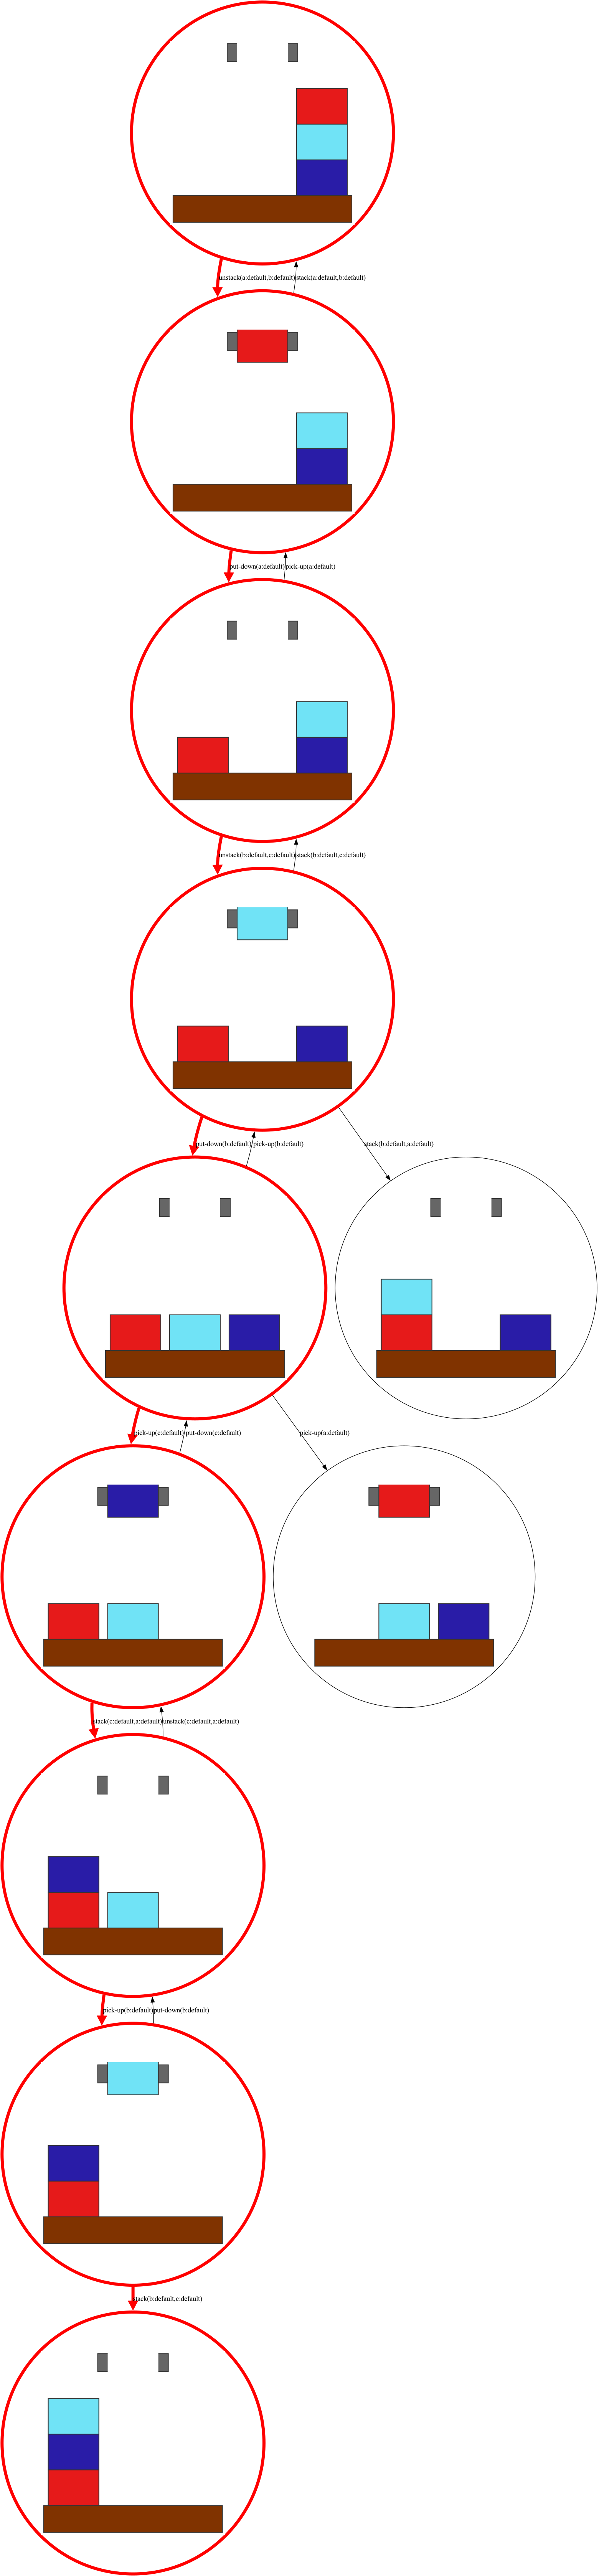 unstack(a:default,b:default) stack(a:default,b:default)
put-down(a:default) pick-up(a:default)
unstack(b:default,c:default) stack(b:default,c:default)
put-down(b:default) pick-up(b:default) stack(b:default,a:default)
pick-up(c:default) put-down(c:default) pick-up(a:default)
stack(c:default,a:default) unstack(c:default,a:default)
pick-up(b:default) put-down(b:default)
stack(b:default,c:default)